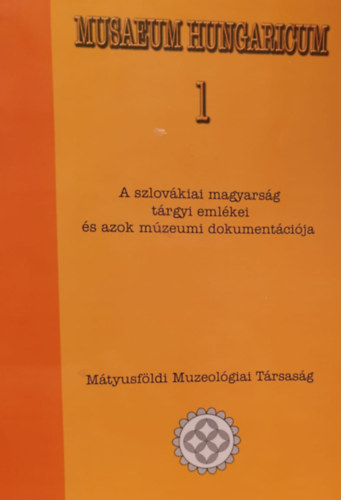 MUSAEUM HUNGARICUM
1
A szlovákiai magyarság
tárgyi emlékei
és azok múzeumi dokumentációja
Mátyusföldi Muzeológiai Társaság